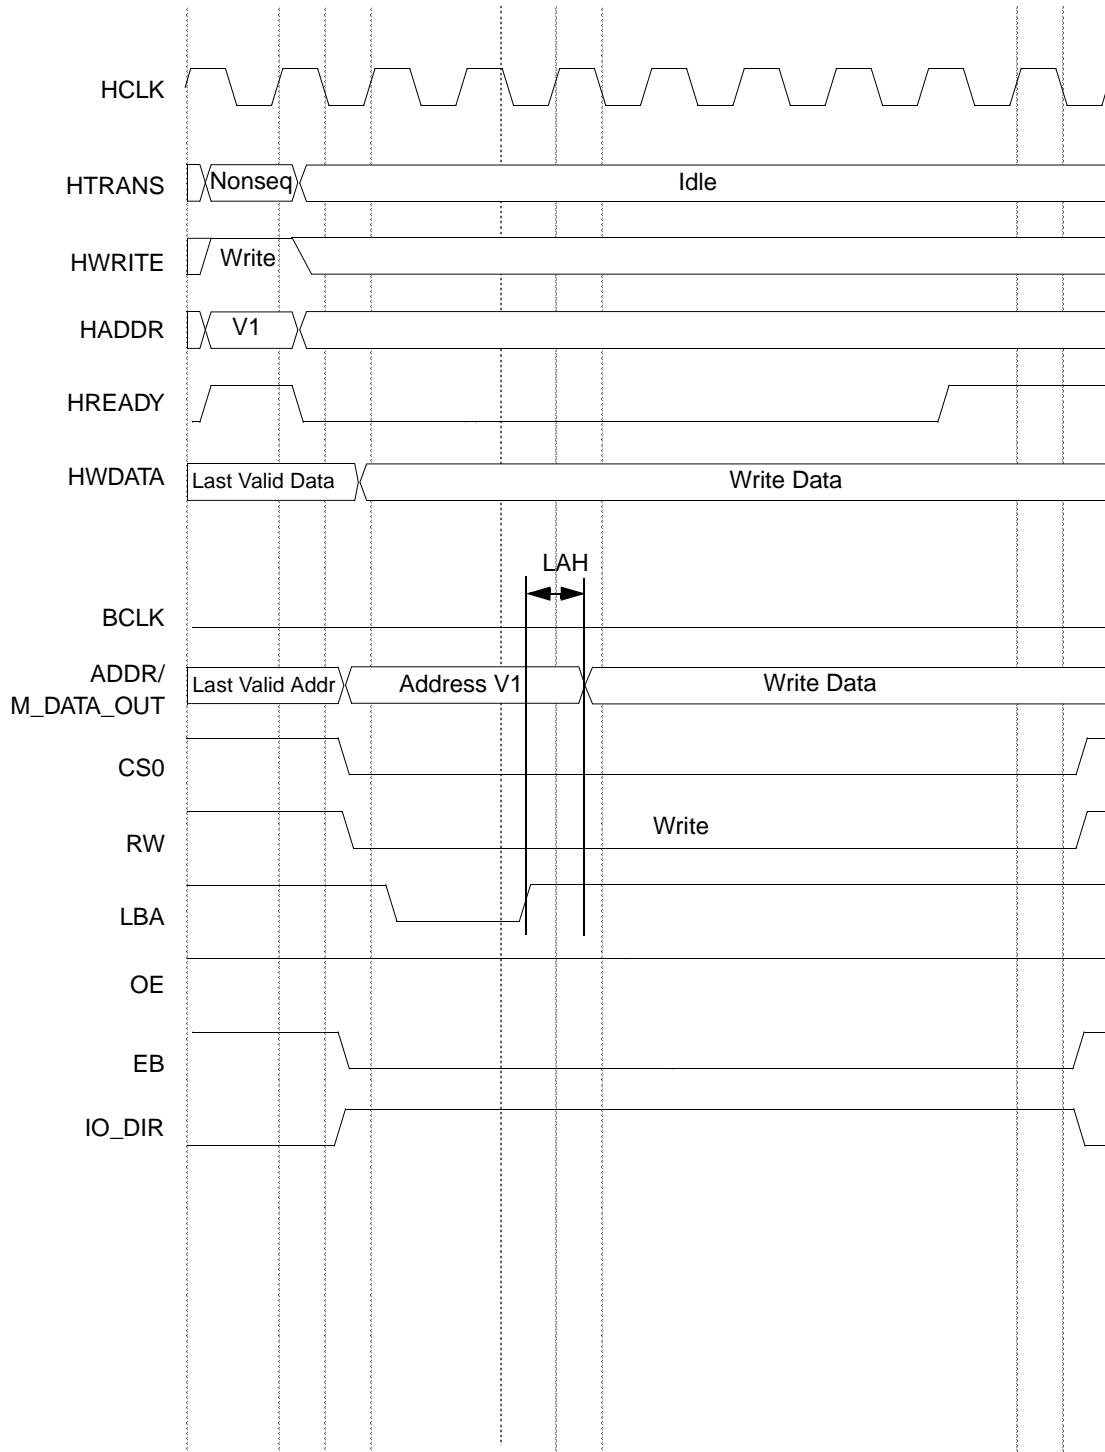 HCLK
HTRANS Nonseq Idle
HWRITE Write
HADDR V1
HREADY
HWDATA Last Valid Data Write Data
LAH
BCLK
ADDR/
M_DATA_OUT Last Valid Addr Address V1 Write Data
CS0
RW Write
LBA
OE
EB
IO_DIR